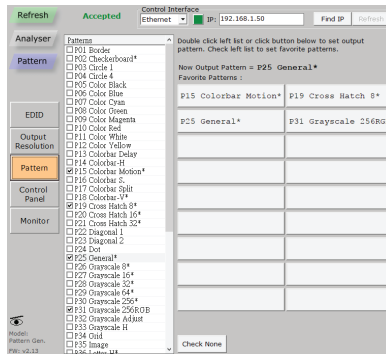 Refresh
Accepted
Control Interface
Ethernet
IP: 192.168.1.50
Find IP
Refresh
Analyser
Pattern
EDID
Output
Resolution
Pattern
Control
Panel
Monitor
Model:
Pattern Gen.
FW: v2.13
Patterns
P01 Border
P02 Checkerboard*
P03 Circle 1
P04 Circle 4
P05 Color Black
P06 Color Blue
P07 Color Cyan
P08 Color Green
P09 Color Magenta
P10 Color Red
P11 Color White
P12 Color Yellow
P13 Colorbar Delay
P14 Colorbar-H
P15 Colorbar Motion*
P16 Colorbar S.
P17 Colorbar Split
P18 Colorbar-V*
P19 Cross Hatch 8*
P20 Cross Hatch 16*
P21 Cross Hatch 32*
P22 Diagonal 1
P23 Diagonal 2
P24 Dot
P25 General*
P26 Grayscale 8*
P27 Grayscale 16*
P28 Grayscale 32*
P29 Grayscale 64*
P30 Grayscale 256*
P31 Grayscale 256RGB
P32 Grayscale Adjust
P33 Grayscale H
P34 Grid
P35 Image
P36 Letter H*
Double click left list or click button below to set output
pattern. Check left list to set favorite patterns.
Now Output Pattern = P25 General*
Favorite Patterns :
P15 Colorbar Motion*
P19 Cross Hatch 8*
P25 General*
P31 Grayscale 256RG
Check None